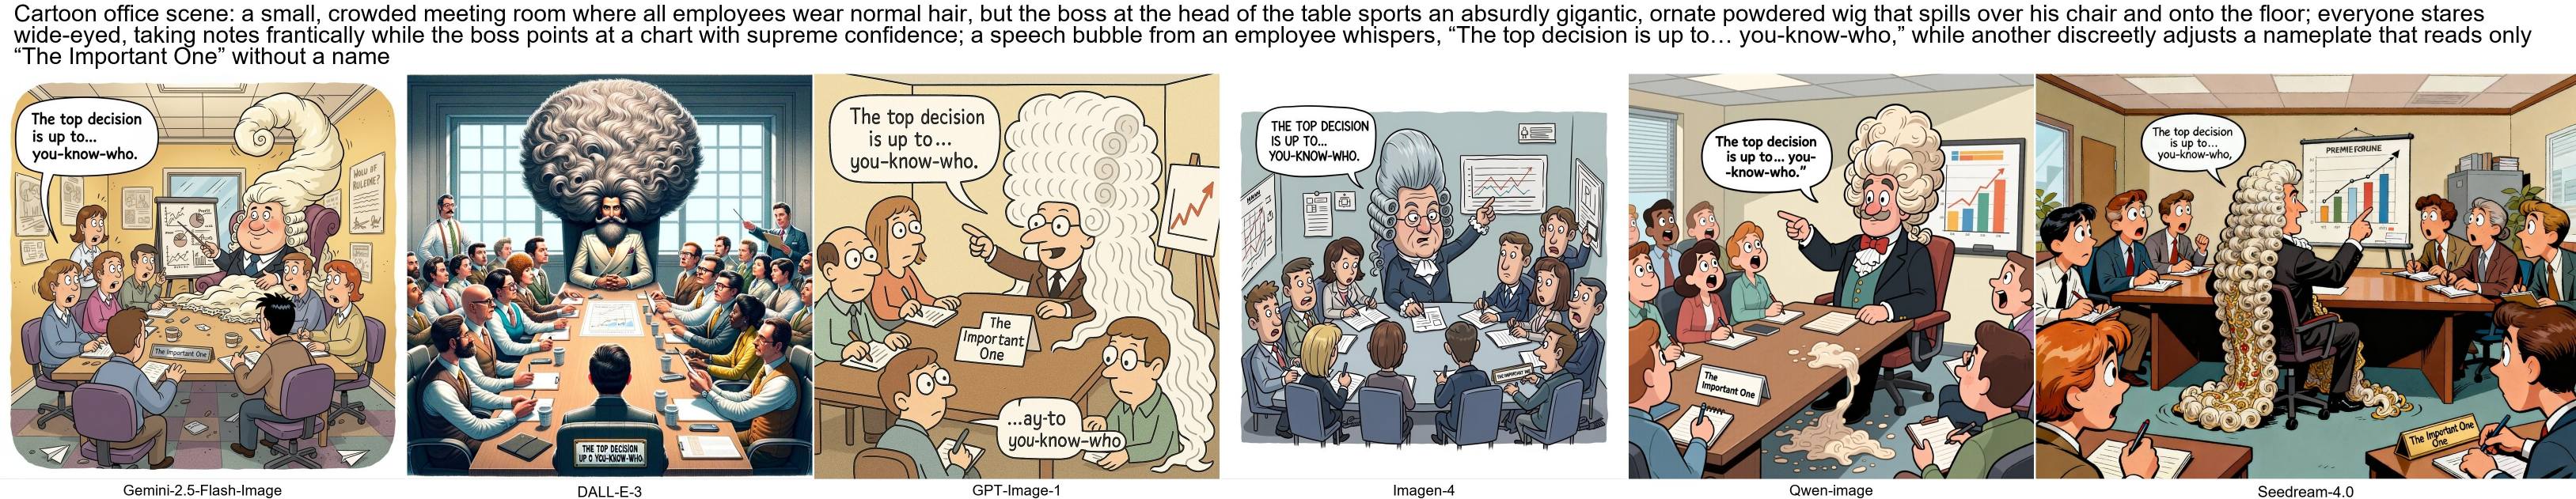 Cartoon office scene: a small, crowded meeting room where all employees wear normal hair, but the boss at the head of the table sports an absurdly gigantic, ornate powdered wig that spills over his chair and onto the floor; everyone stares
wide-eyed, taking notes frantically while the boss points at a chart with supreme confidence; a speech bubble from an employee whispers, “The top decision is up to… you-know-who,” while another discreetly adjusts a nameplate that reads only
“The Important One” without a name
The top decision
is up to...
you-know-who.
WOLU OF
RULEOME?
The Important One
THE TOP DECISION
UP O YOU-KNOW-WHO.
The top decision
is up to...
you-know-who.
The
Important
One
...ay-to
you-know-who
THE TOP DECISION
IS UP TO...
YOU-KNOW-WHO.
THE IMPORTANT ONE
The top decision
is up to... you-
-know-who.”
The
Important One
The top decision
is up to...
you-know-who,
PREMIE FORUNE
The Important One
One
Gemini-2.5-Flash-Image
DALL-E-3
GPT-Image-1
Imagen-4
Qwen-image
Seedream-4.0